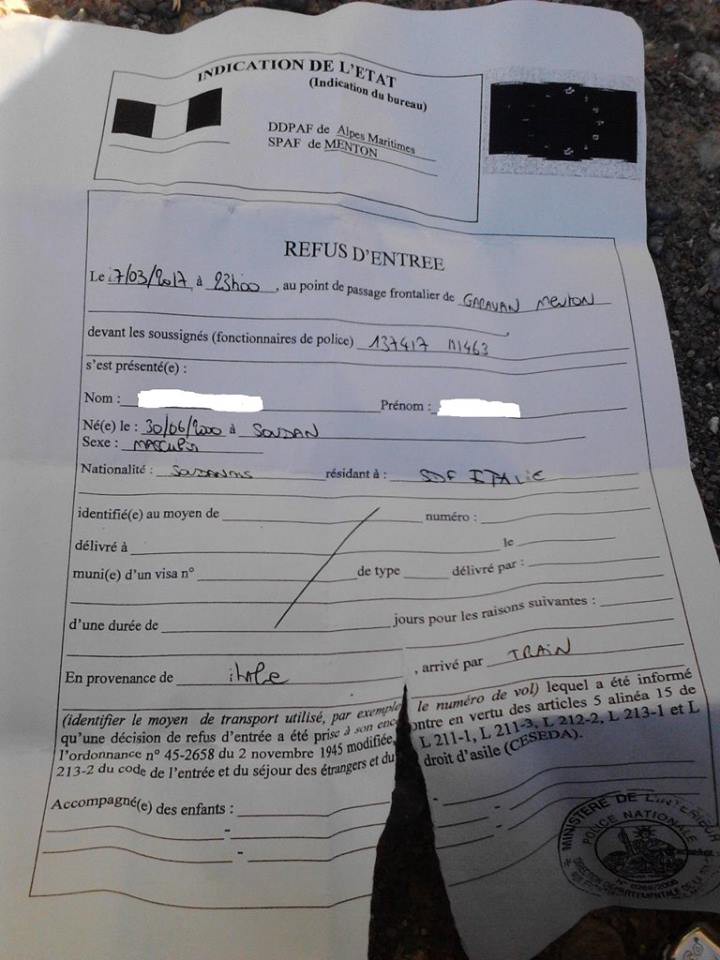 INDICATION DE L'ETAT
(Indication du bureau)
DDPAF de Alpes Maritimes
SPAF de MENTON
REFUS D'ENTREE
Le 17/03/2017 à 23h00, au point de passage frontalier de GARAVAN Menton
devant les soussignés (fonctionnaires de police) 137417
s'est présenté(e) :
Nom : Prénom :
Né(e) le : 30/06/2000 à SOUDAN
Sexe : MASCULIN
Nationalité : SOUDANAIS résidant à : SDF ITALIE
identifié(e) au moyen de numéro :
délivré à le
muni(e) d'un visa n° de type délivré par :
d'une durée de jours pour les raisons suivantes :
En provenance de italie , arrivé par TRAIN
(identifier le moyen de transport utilisé, par exemple le numéro de vol) lequel a été informé
qu'une décision de refus d'entrée a été prise à son enc ontre en vertu des articles 5 alinéa 15 de
l'ordonnance n° 45-2658 du 2 novembre 1945 modifiée, L 211-1, L 211-3, L 212-2, L 213-1 et L
213-2 du code de l'entrée et du séjour des étrangers et du droit d'asile (CESEDA).
Accompagné(e) des enfants :
-
-
-
-
MINISTERE DE L'INTERIEUR
POLICE NATIONALE